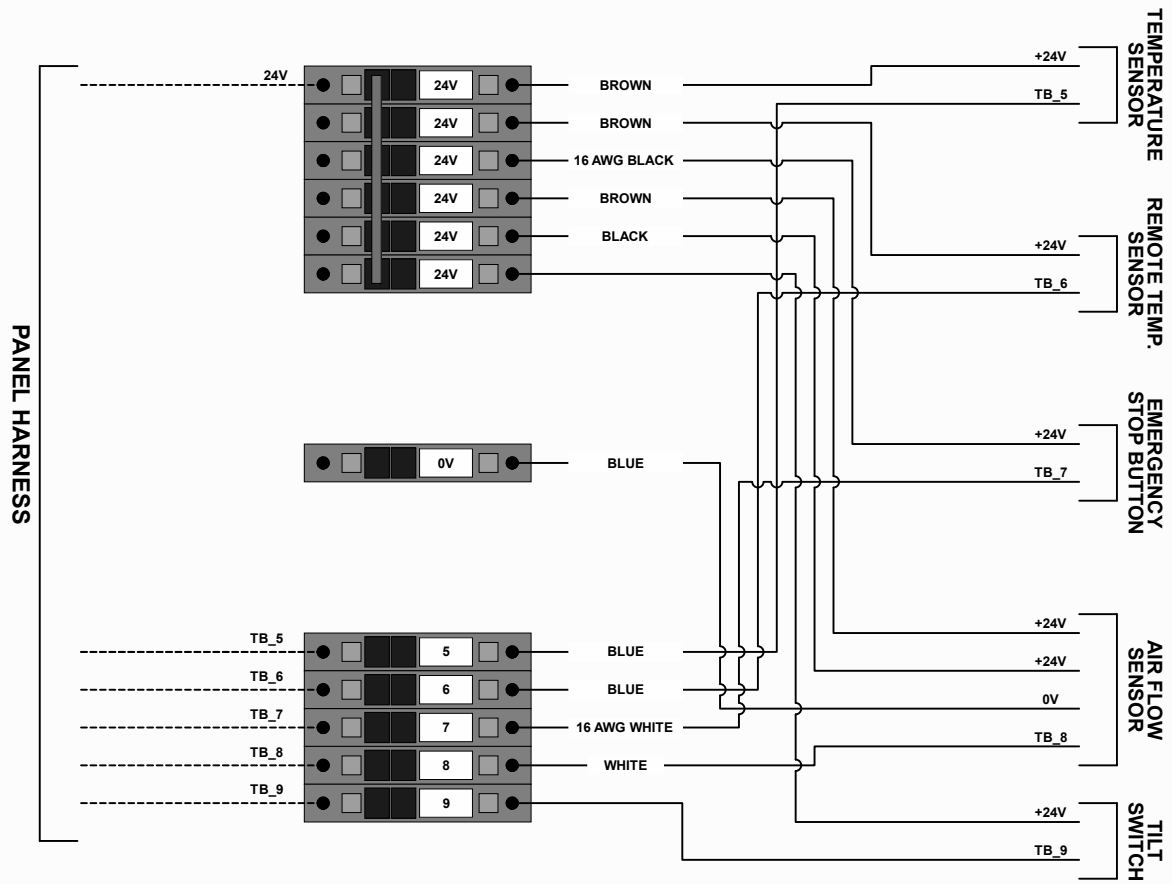 PANEL HARNESS
24V
24V
BROWN
24V
BROWN
24V
16 AWG BLACK
24V
BROWN
24V
BLACK
24V
0V
BLUE
TB_5
5
BLUE
TB_6
6
BLUE
TB_7
7
16 AWG WHITE
TB_8
8
WHITE
TB_9
9
+24V
TB_5
TEMPERATURE
SENSOR
+24V
TB_6
REMOTE TEMP.
SENSOR
+24V
TB_7
EMERGENCY
STOP BUTTON
+24V
+24V
0V
TB_8
AIR FLOW
SENSOR
+24V
TB_9
TILT
SWITCH